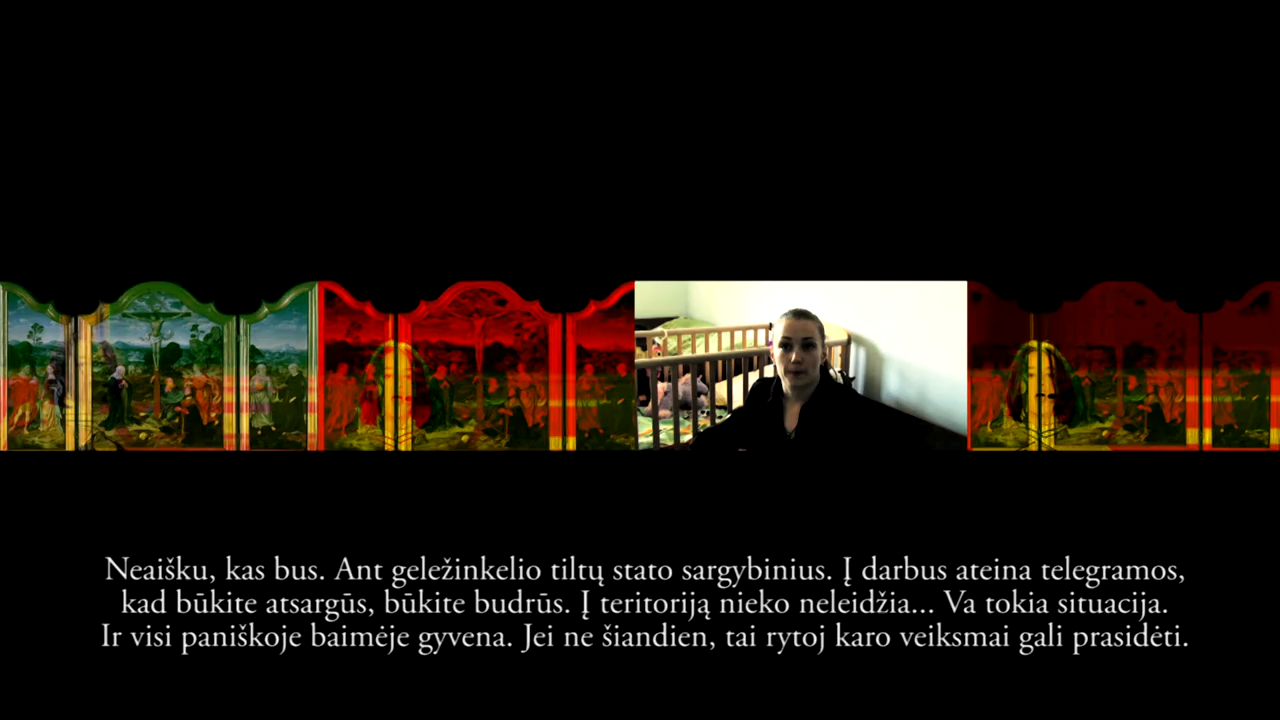 Neaišku, kas bus. Ant geležinkelio tiltų stato sargybinius. Į darbus ateina telegramos,
kad būkite atsargūs, būkite budrūs. Į teritoriją nieko neleidžia... Va tokia situacija.
Ir visi paniškoje baimėje gyvena. Jei ne šiandien, tai rytoj karo veiksmai gali prasidėti.